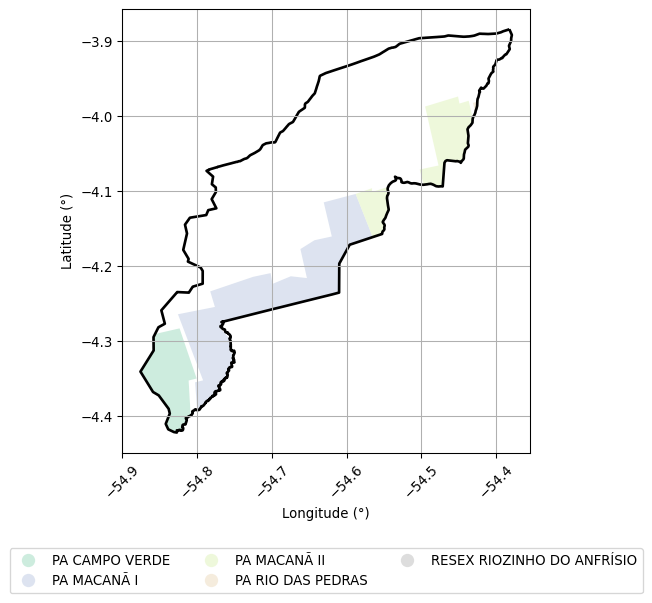 −3.9
−4.0
−4.1
−4.2
−4.3
−4.4
Latitude (°)
−54.9
−54.8
−54.7
−54.6
−54.5
−54.4
Longitude (°)
PA CAMPO VERDE
PA MACANÃ I
PA MACANÃ II
PA RIO DAS PEDRAS
RESEX RIOZINHO DO ANFRÍSIO